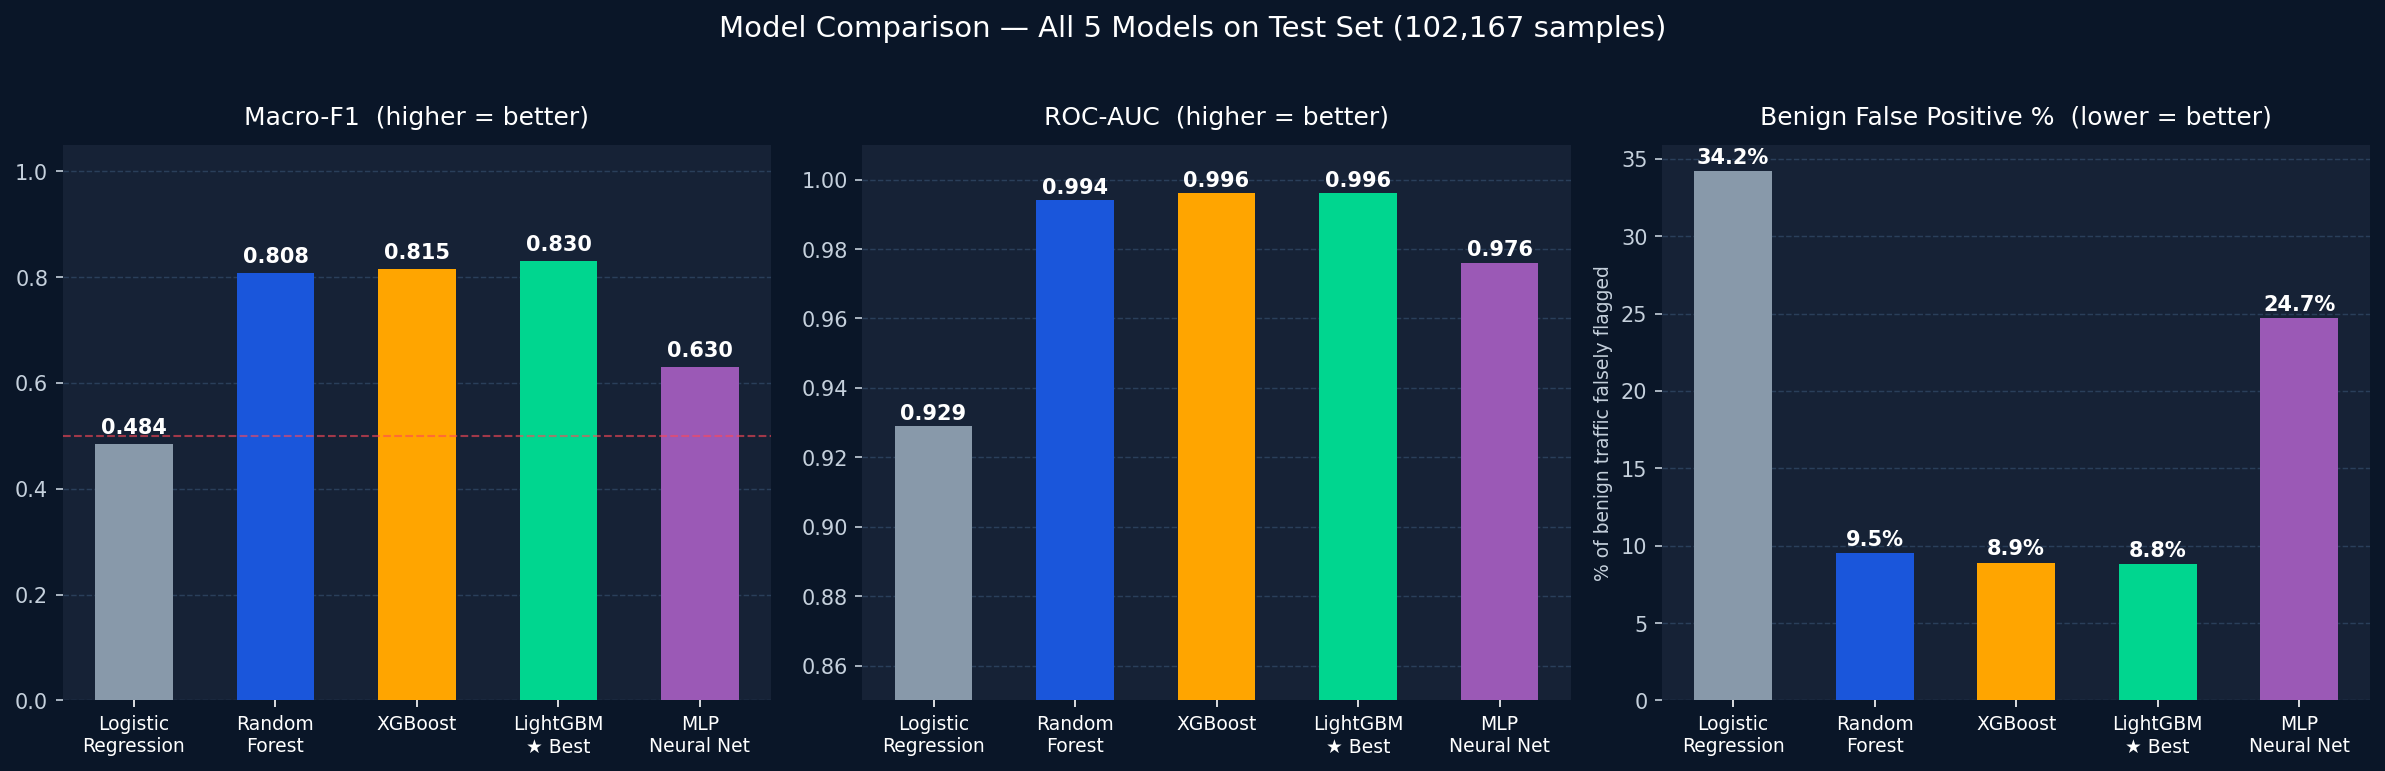 Model Comparison — All 5 Models on Test Set (102,167 samples)
Macro-F1  (higher = better)
1.0
0.8
0.6
0.4
0.2
0.0
0.484
0.808
0.815
0.830
0.630
Logistic
Regression
Random
Forest
XGBoost
LightGBM
★ Best
MLP
Neural Net
ROC-AUC  (higher = better)
1.00
0.98
0.96
0.94
0.92
0.90
0.88
0.86
0.929
0.994
0.996
0.996
0.976
Logistic
Regression
Random
Forest
XGBoost
LightGBM
★ Best
MLP
Neural Net
Benign False Positive %  (lower = better)
% of benign traffic falsely flagged
35
30
25
20
15
10
5
0
34.2%
9.5%
8.9%
8.8%
24.7%
Logistic
Regression
Random
Forest
XGBoost
LightGBM
★ Best
MLP
Neural Net